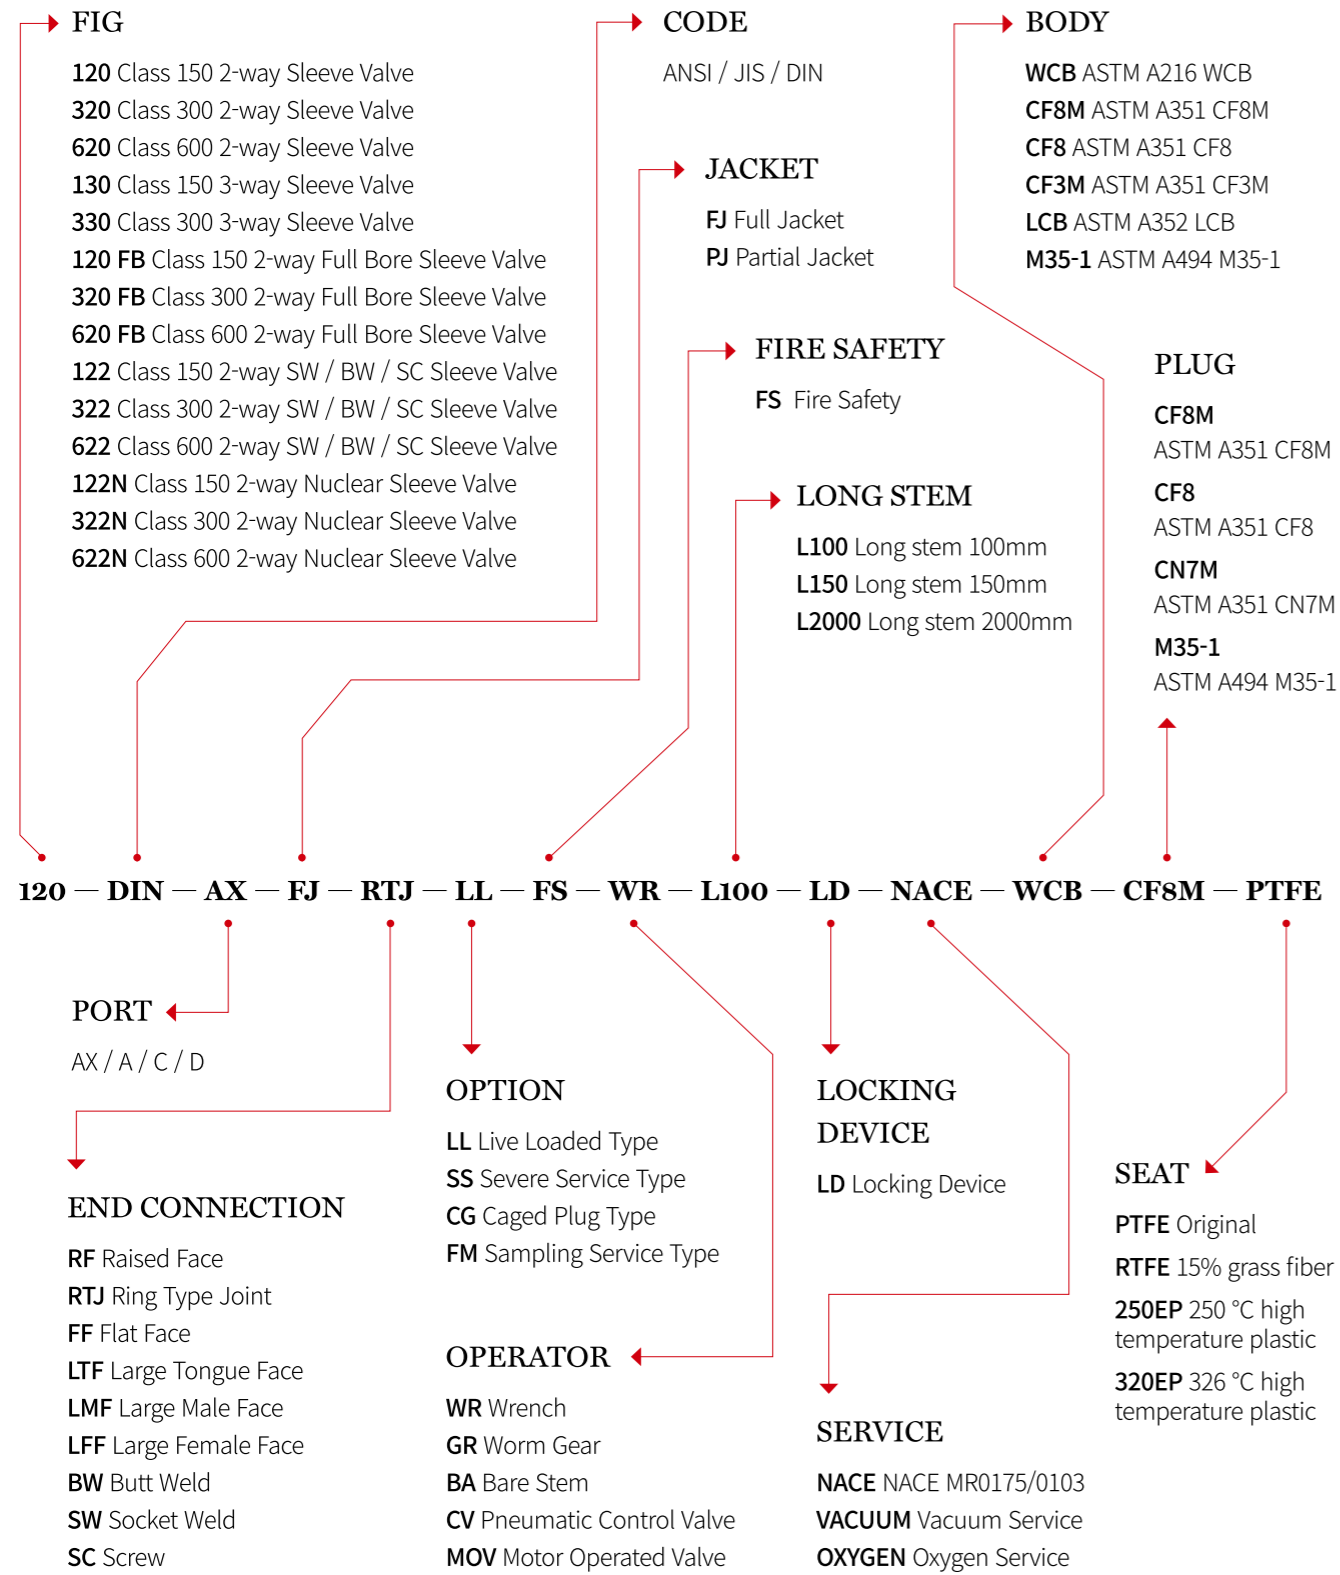 FIG
120 Class 150 2-way Sleeve Valve
320 Class 300 2-way Sleeve Valve
620 Class 600 2-way Sleeve Valve
130 Class 150 3-way Sleeve Valve
330 Class 300 3-way Sleeve Valve
120 FB Class 150 2-way Full Bore Sleeve Valve
320 FB Class 300 2-way Full Bore Sleeve Valve
620 FB Class 600 2-way Full Bore Sleeve Valve
122 Class 150 2-way SW / BW / SC Sleeve Valve
322 Class 300 2-way SW / BW / SC Sleeve Valve
622 Class 600 2-way SW / BW / SC Sleeve Valve
122N Class 150 2-way Nuclear Sleeve Valve
322N Class 300 2-way Nuclear Sleeve Valve
622N Class 600 2-way Nuclear Sleeve Valve
CODE
ANSI / JIS / DIN
JACKET
FJ Full Jacket
PJ Partial Jacket
FIRE SAFETY
FS Fire Safety
LONG STEM
L100 Long stem 100mm
L150 Long stem 150mm
L2000 Long stem 2000mm
BODY
WCB ASTM A216 WCB
CF8M ASTM A351 CF8M
CF8 ASTM A351 CF8
CF3M ASTM A351 CF3M
LCB ASTM A352 LCB
M35-1 ASTM A494 M35-1
PLUG
CF8M
ASTM A351 CF8M
CF8
ASTM A351 CF8
CN7M
ASTM A351 CN7M
M35-1
ASTM A494 M35-1
120 — DIN — AX — FJ — RTJ — LL — FS — WR — L100 — LD — NACE — WCB — CF8M — PTFE
PORT
AX / A / C / D
END CONNECTION
RF Raised Face
RTJ Ring Type Joint
FF Flat Face
LTF Large Tongue Face
LMF Large Male Face
LFF Large Female Face
BW Butt Weld
SW Socket Weld
SC Screw
OPTION
LL Live Loaded Type
SS Severe Service Type
CG Caged Plug Type
FM Sampling Service Type
OPERATOR
WR Wrench
GR Worm Gear
BA Bare Stem
CV Pneumatic Control Valve
MOV Motor Operated Valve
LOCKING
DEVICE
LD Locking Device
SERVICE
NACE NACE MR0175/0103
VACUUM Vacuum Service
OXYGEN Oxygen Service
SEAT
PTFE Original
RTFE 15% grass fiber
250EP 250 °C high
temperature plastic
320EP 326 °C high
temperature plastic